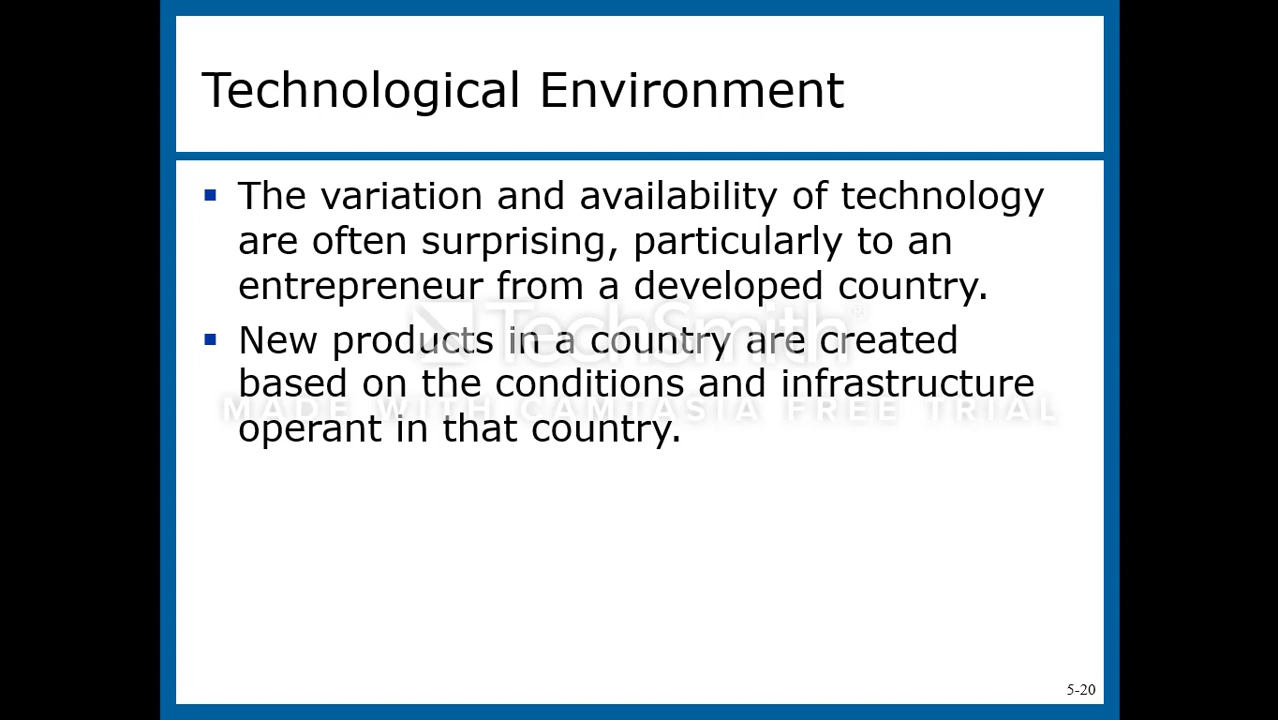 Technological Environment
The variation and availability of technology
are often surprising, particularly to an
entrepreneur from a developed country.
New products in a country are created
based on the conditions and infrastructure
operant in that country.
TechSmith®
MADE WITH CAMTASIA FREE TRIAL
5-20